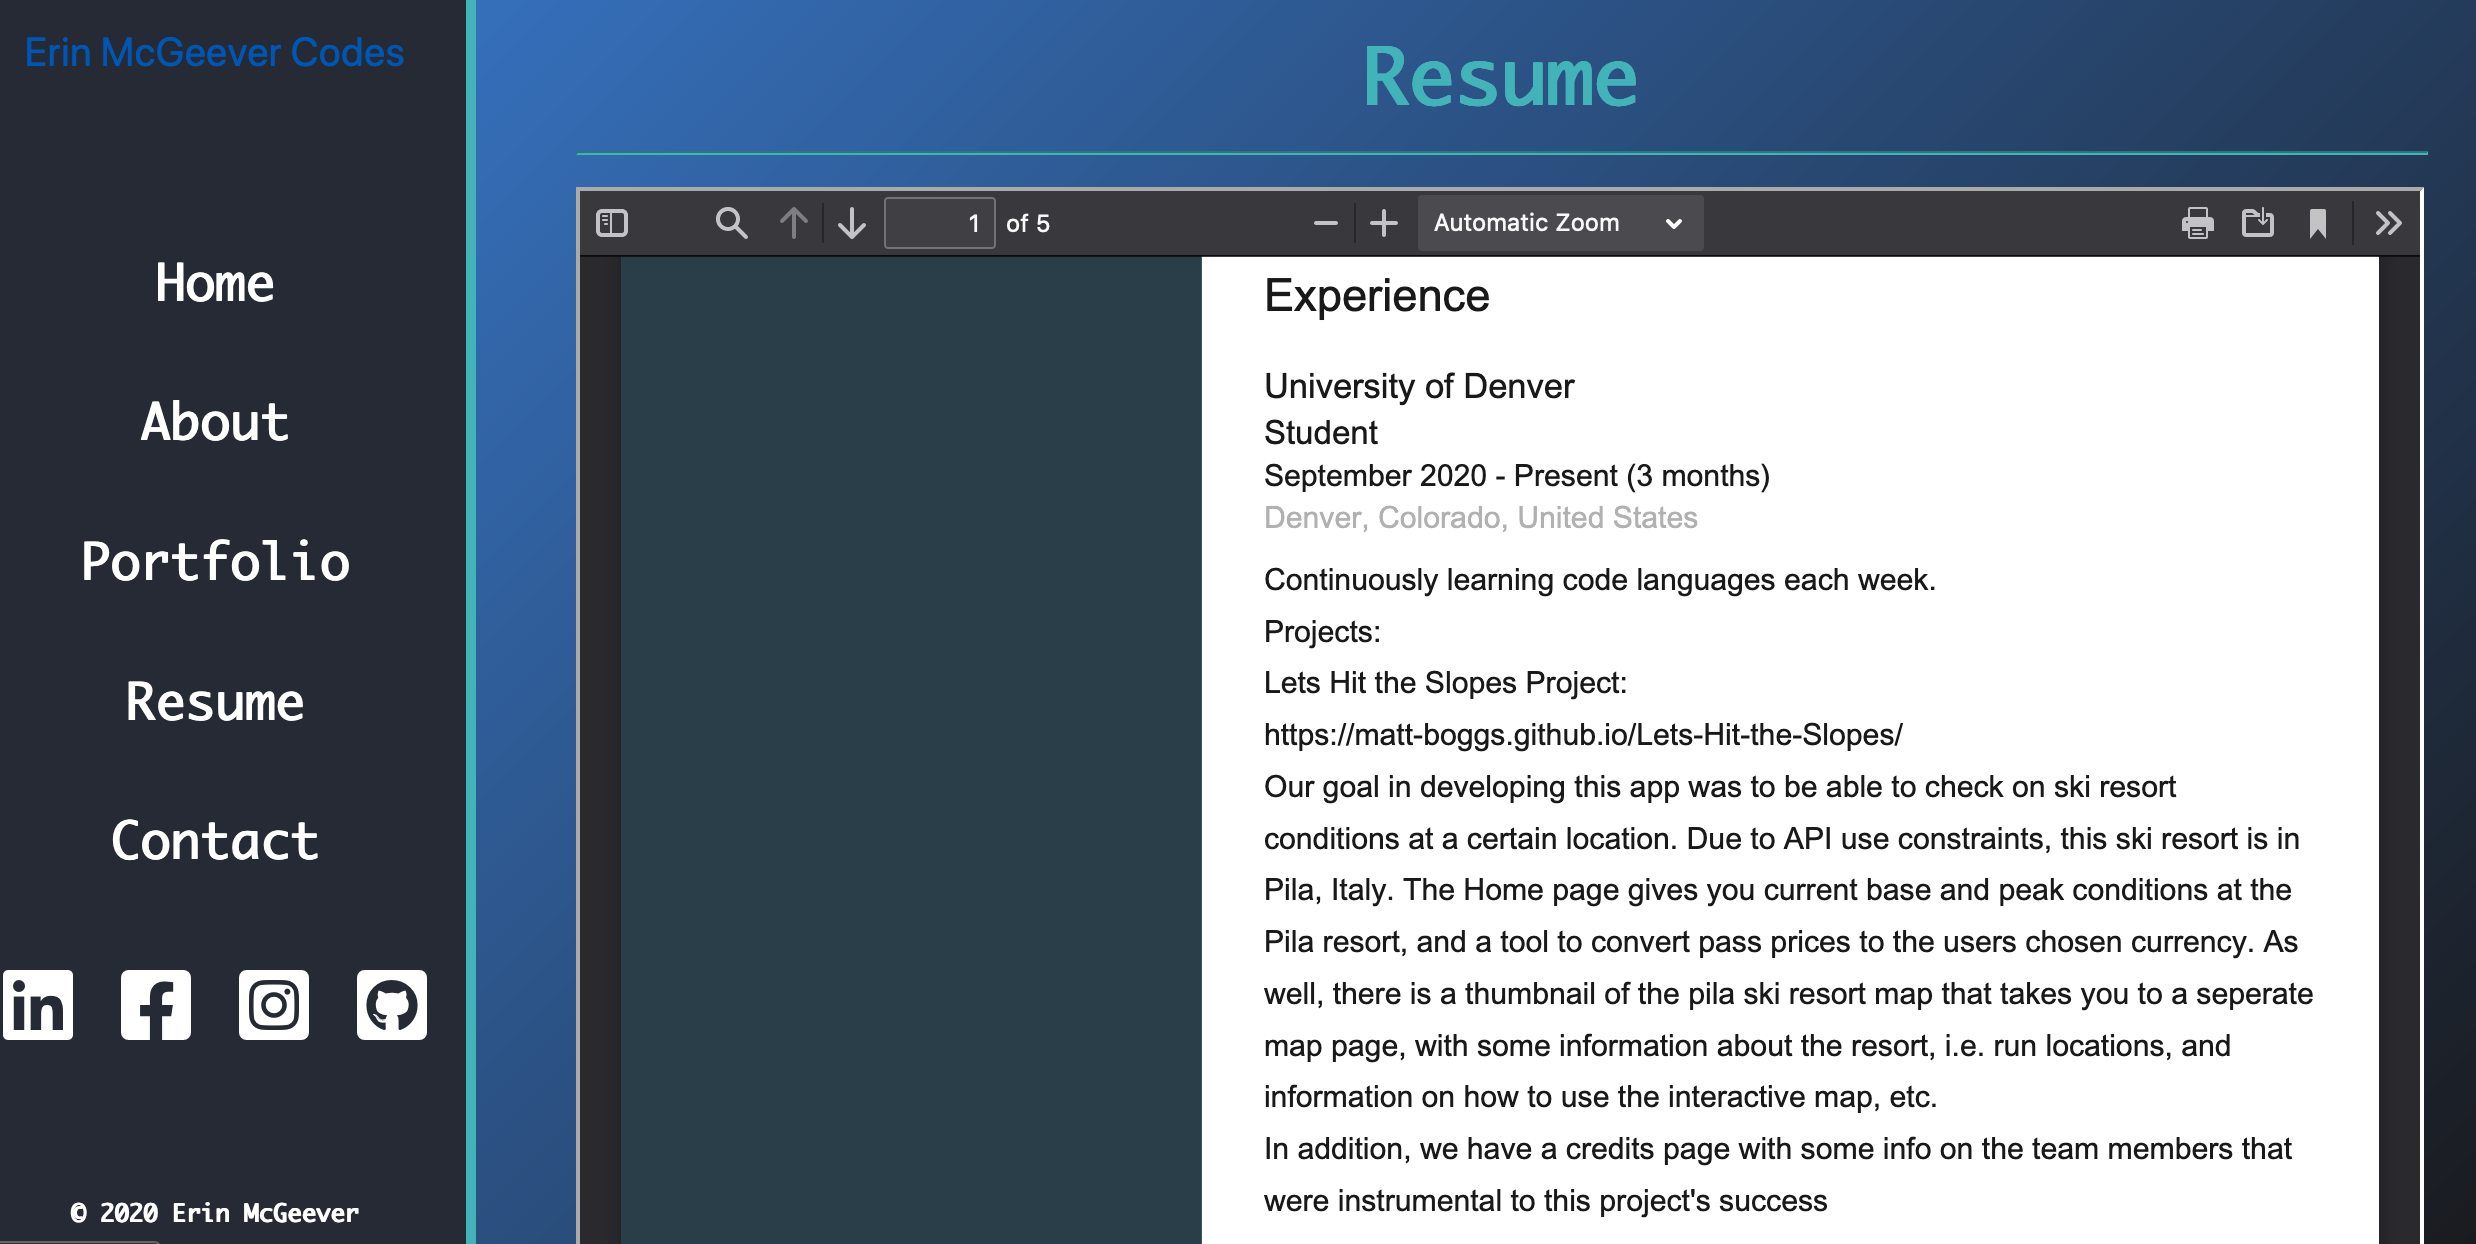 Erin McGeever Codes
Home
About
Portfolio
Resume
Contact
in
© 2020 Erin McGeever
Resume
1 of 5
Automatic Zoom
Experience
University of Denver
Student
September 2020 - Present (3 months)
Denver, Colorado, United States
Continuously learning code languages each week.
Projects:
Lets Hit the Slopes Project:
https://matt-boggs.github.io/Lets-Hit-the-Slopes/
Our goal in developing this app was to be able to check on ski resort
conditions at a certain location. Due to API use constraints, this ski resort is in
Pila, Italy. The Home page gives you current base and peak conditions at the
Pila resort, and a tool to convert pass prices to the users chosen currency. As
well, there is a thumbnail of the pila ski resort map that takes you to a seperate
map page, with some information about the resort, i.e. run locations, and
information on how to use the interactive map, etc.
In addition, we have a credits page with some info on the team members that
were instrumental to this project's success